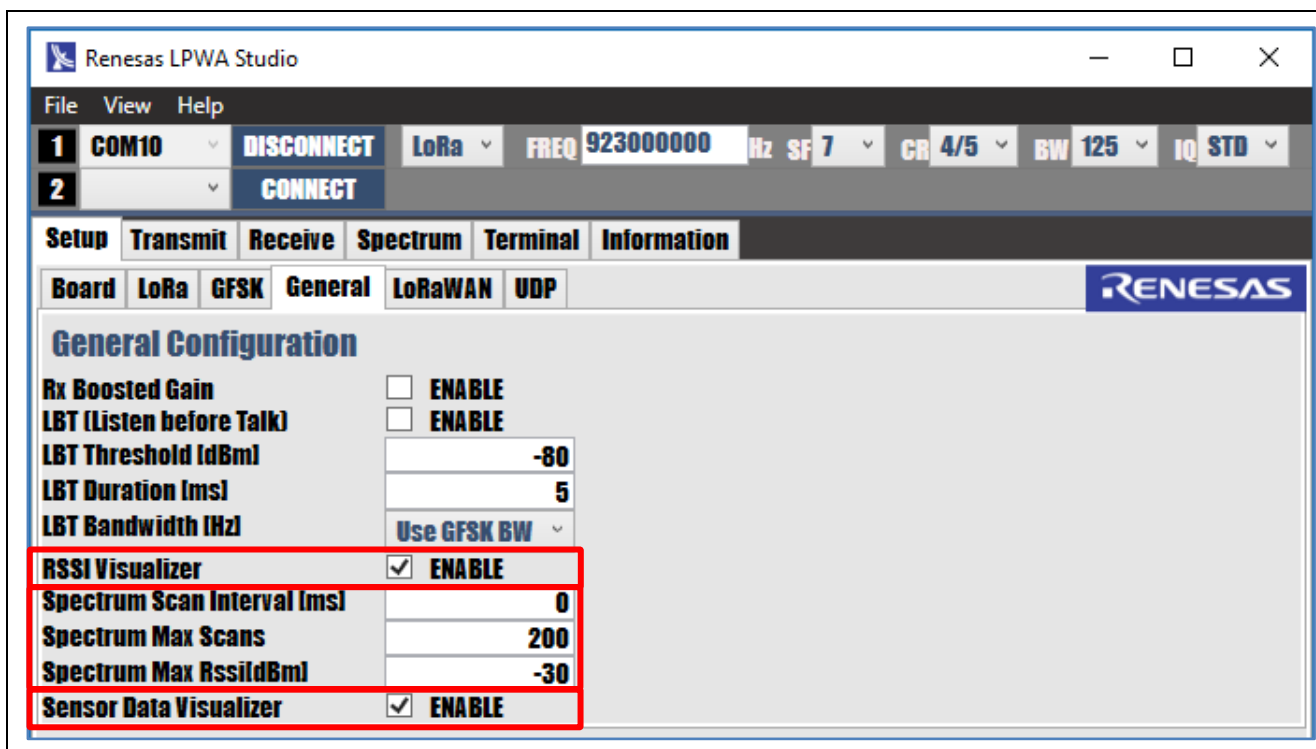 Renesas LPWA Studio
File View Help
1 COM10 DISCONNECT LoRa FREQ 923000000 Hz SF 7 CR 4/5 BW 125 IQ STD
2 CONNECT
Setup Transmit Receive Spectrum Terminal Information
Board LoRa GFSK General LoRaWAN UDP RENESAS
General Configuration
Rx Boosted Gain ENABLE
LBT (Listen before Talk) ENABLE
LBT Threshold [dBm] -80
LBT Duration [ms] 5
LBT Bandwidth [Hz] Use GFSK BW
RSSI Visualizer ENABLE
Spectrum Scan Interval [ms] 0
Spectrum Max Scans 200
Spectrum Max Rssi[dBm] -30
Sensor Data Visualizer ENABLE